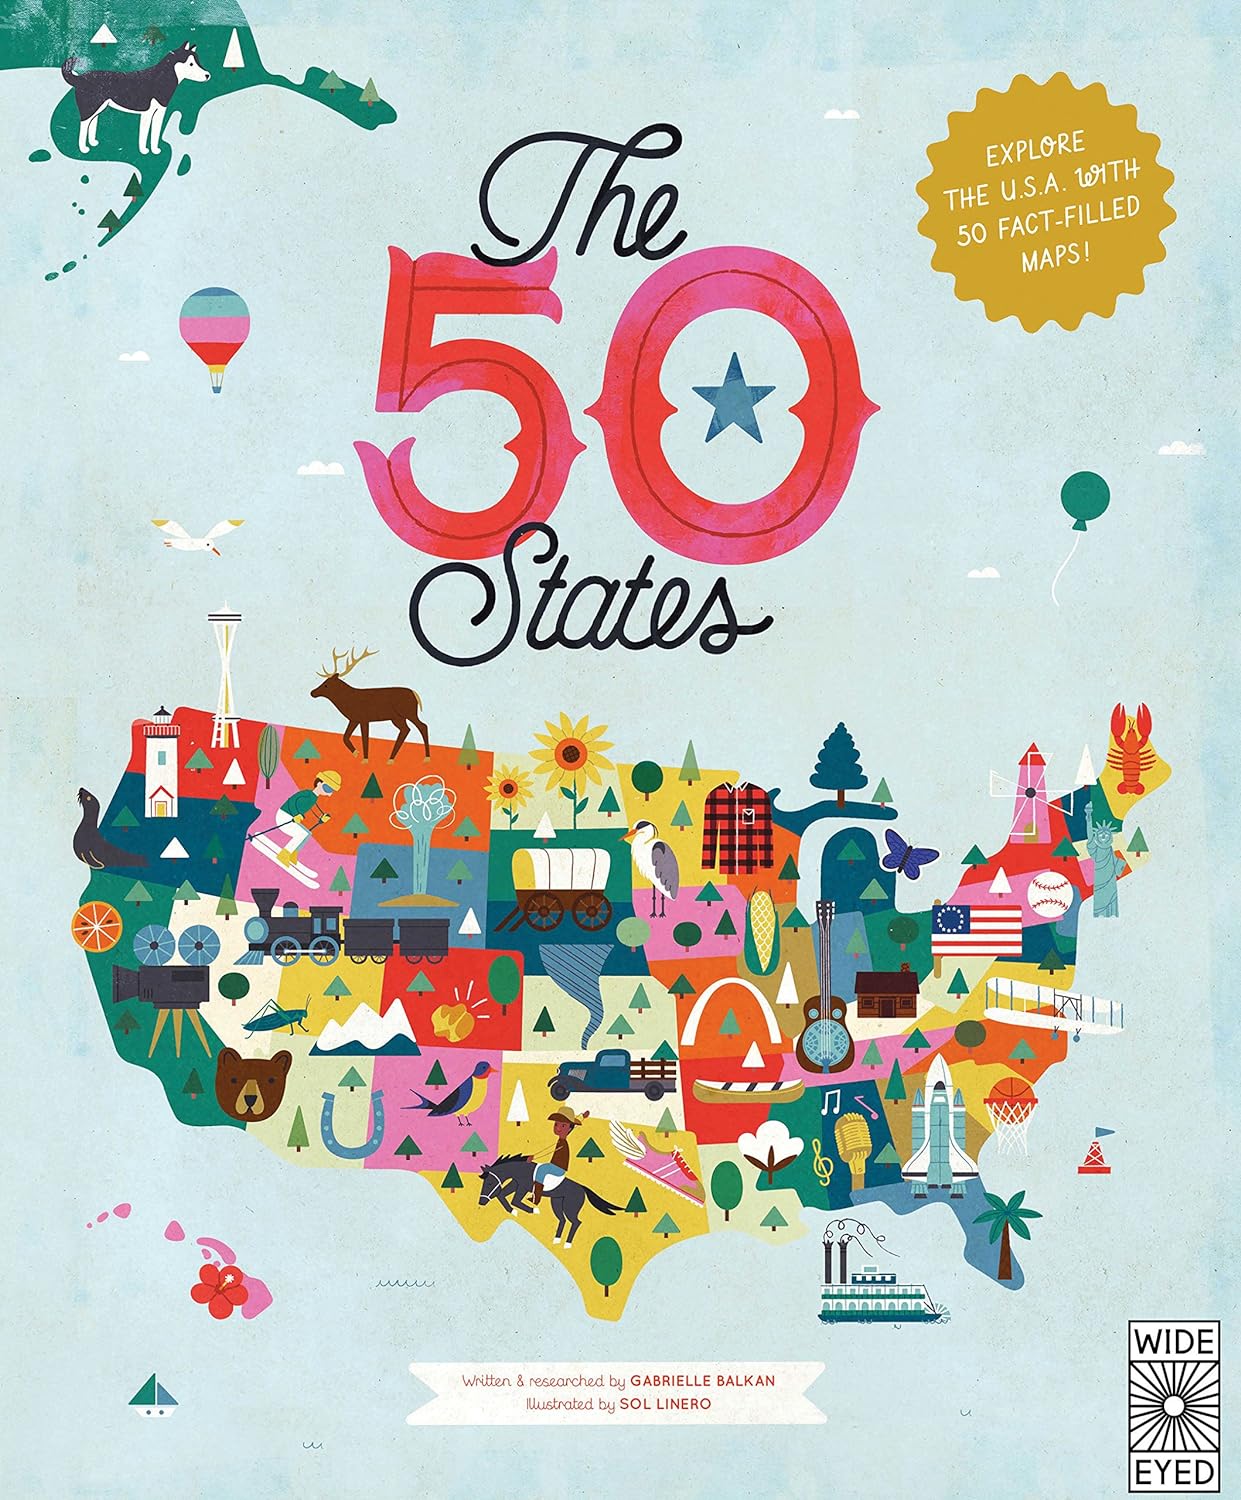 The
50
States
EXPLORE
THE U.S.A. WITH
50 FACT-FILLED
MAPS!
Written & researched by GABRIELLE BALKAN
Illustrated by SOL LINERO
WIDE
EYED